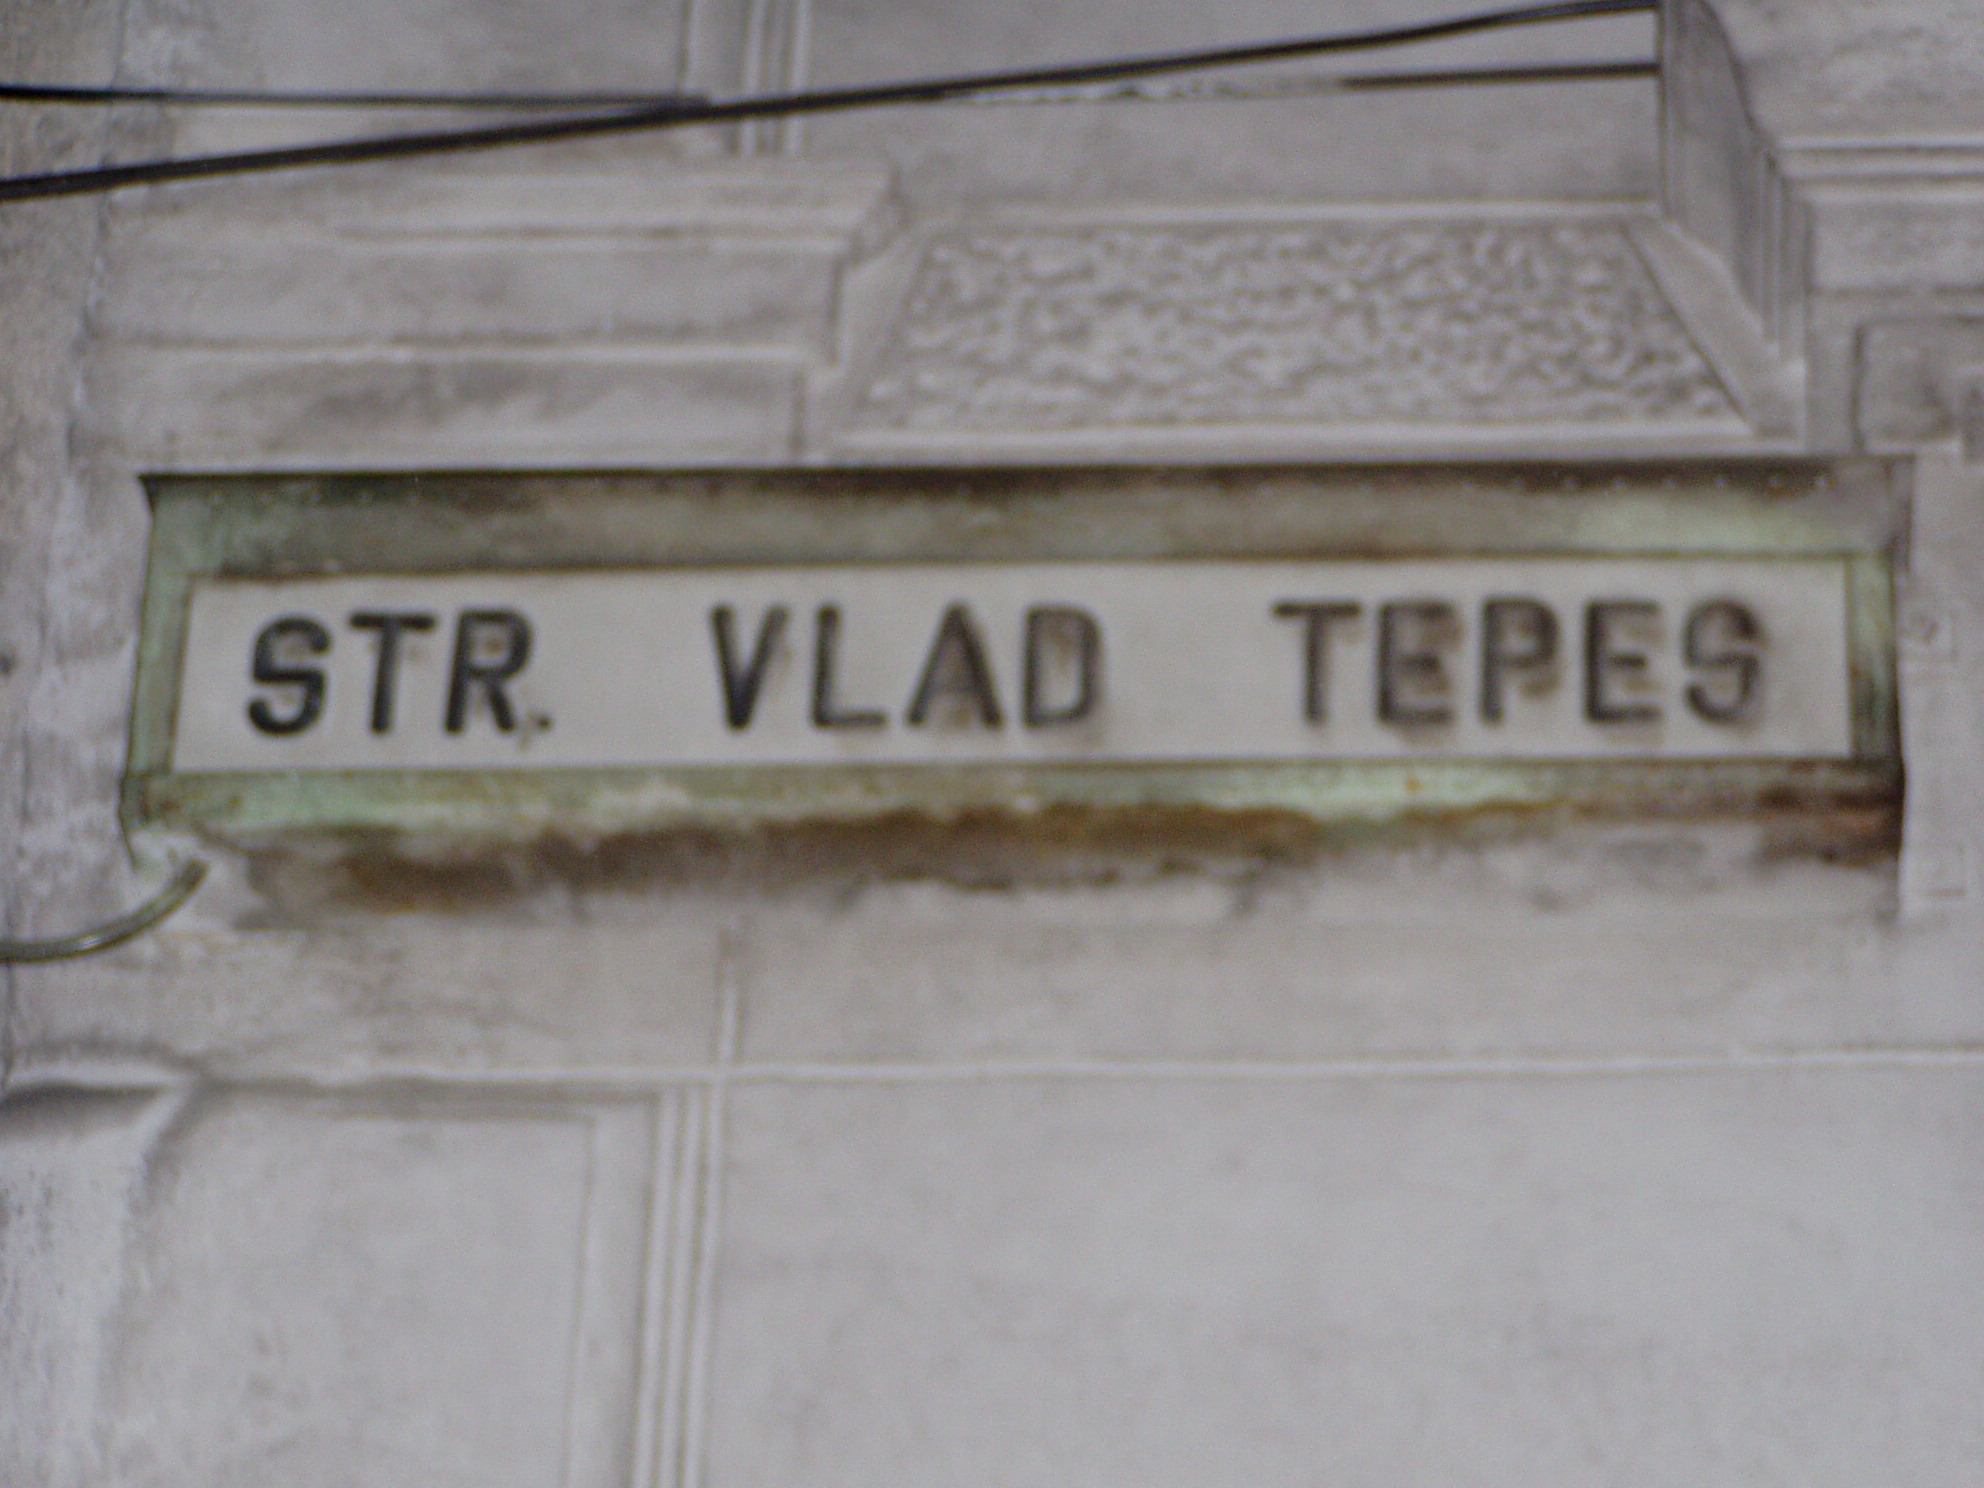 STR. VLAD TEPES